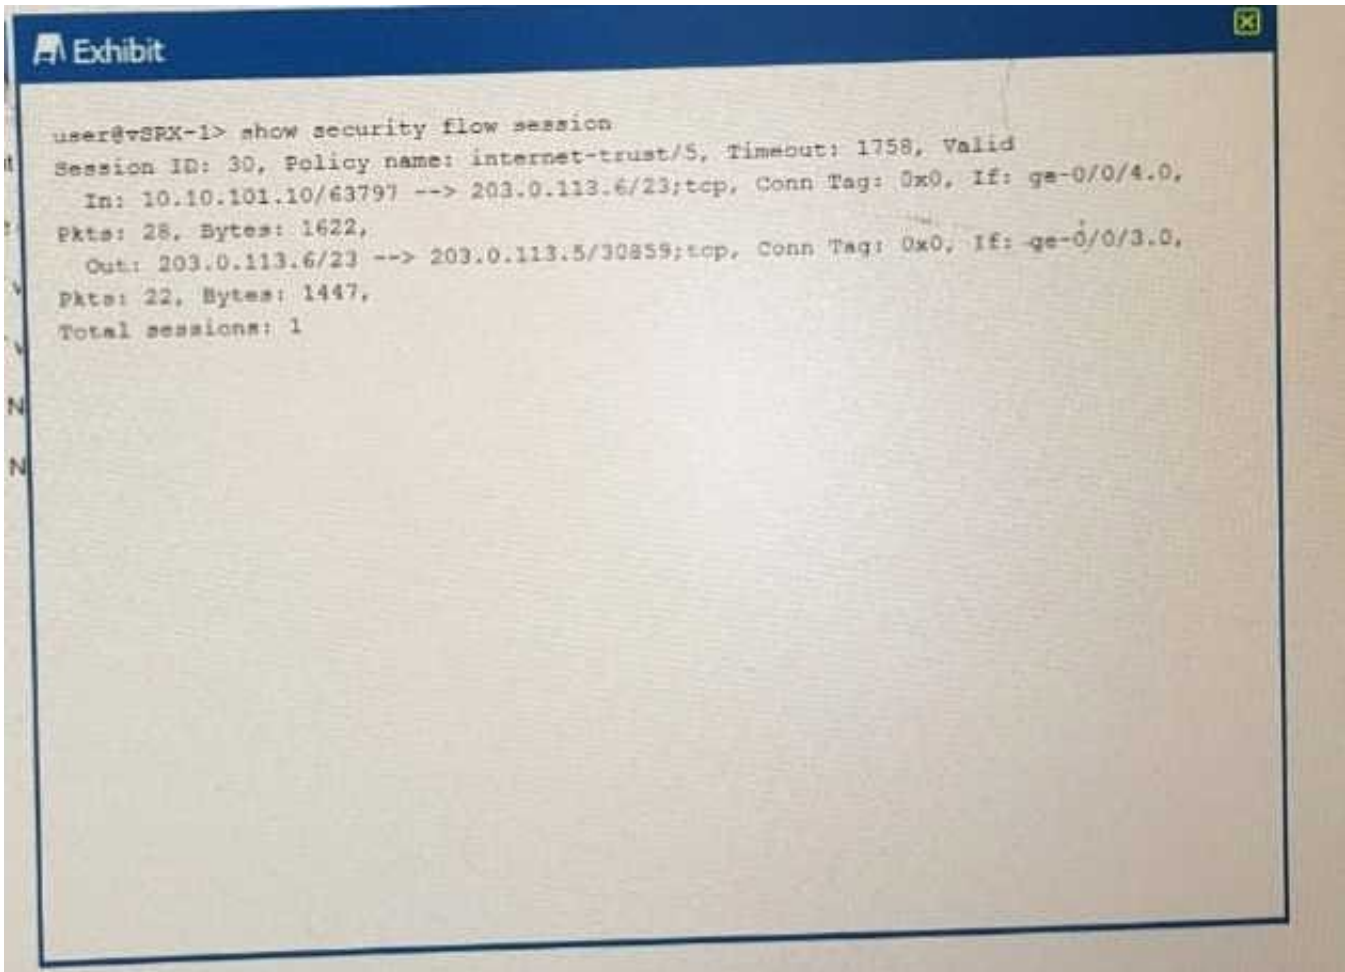 Exhibit
user@vSRX-1> show security flow session
Session ID: 30, Policy name: internet-trust/5, Timeout: 1758, Valid
In: 10.10.101.10/63797 --> 203.0.113.6/23;tcp, Conn Tag: 0x0, If: ge-0/0/4.0,
Pkts: 28, Bytes: 1622,
Out: 203.0.113.6/23 --> 203.0.113.5/30859;tcp, Conn Tag: 0x0, If: ge-0/0/3.0,
Pkts: 22, Bytes: 1447,
Total sessions: 1
N
N